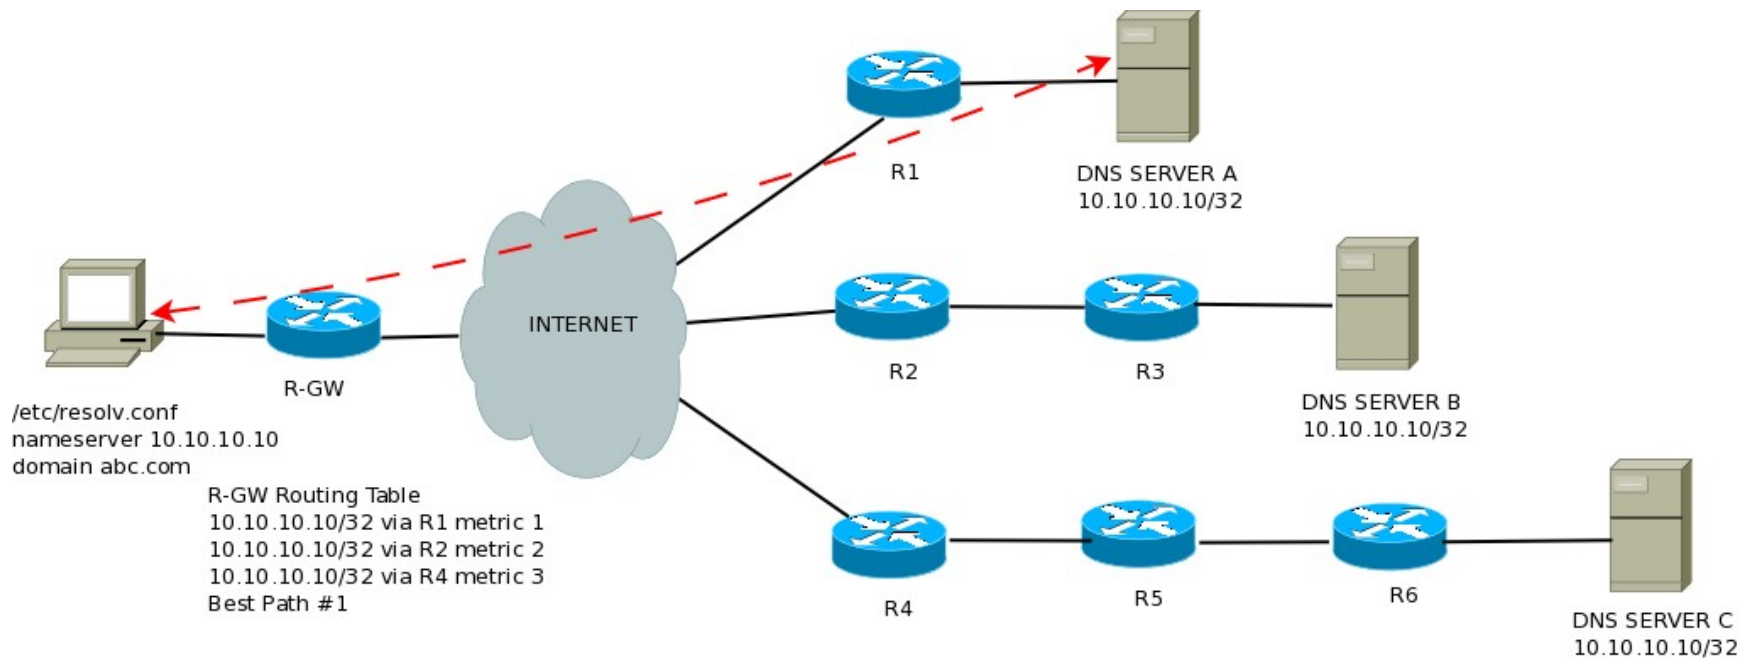 R1
DNS SERVER A
10.10.10.10/32
INTERNET
R-GW
R2
R3
DNS SERVER B
10.10.10.10/32
/etc/resolv.conf
nameserver 10.10.10.10
domain abc.com
R-GW Routing Table
10.10.10.10/32 via R1 metric 1
10.10.10.10/32 via R2 metric 2
10.10.10.10/32 via R4 metric 3
Best Path #1
R4
R5
R6
DNS SERVER C
10.10.10.10/32